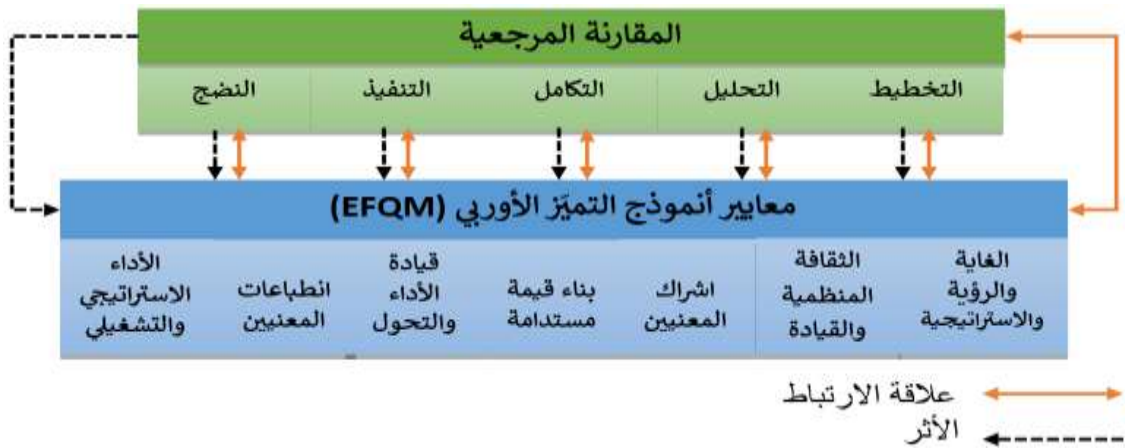 المقارنة المرجعية
التخطيط
التحليل
التكامل
التنفيذ
النضج
معايير أنموذج التميّز الأوربي (EFQM)
الغاية
والرؤية
والاستراتيجية
الثقافة
المنظمية
والقيادة
اشراك
المعنيين
بناء قيمة
مستدامة
قيادة
الأداء
والتحول
انطباعات
المعنيين
الأداء
الاستراتيجي
والتشغيلي
علاقة الارتباط
الأثر